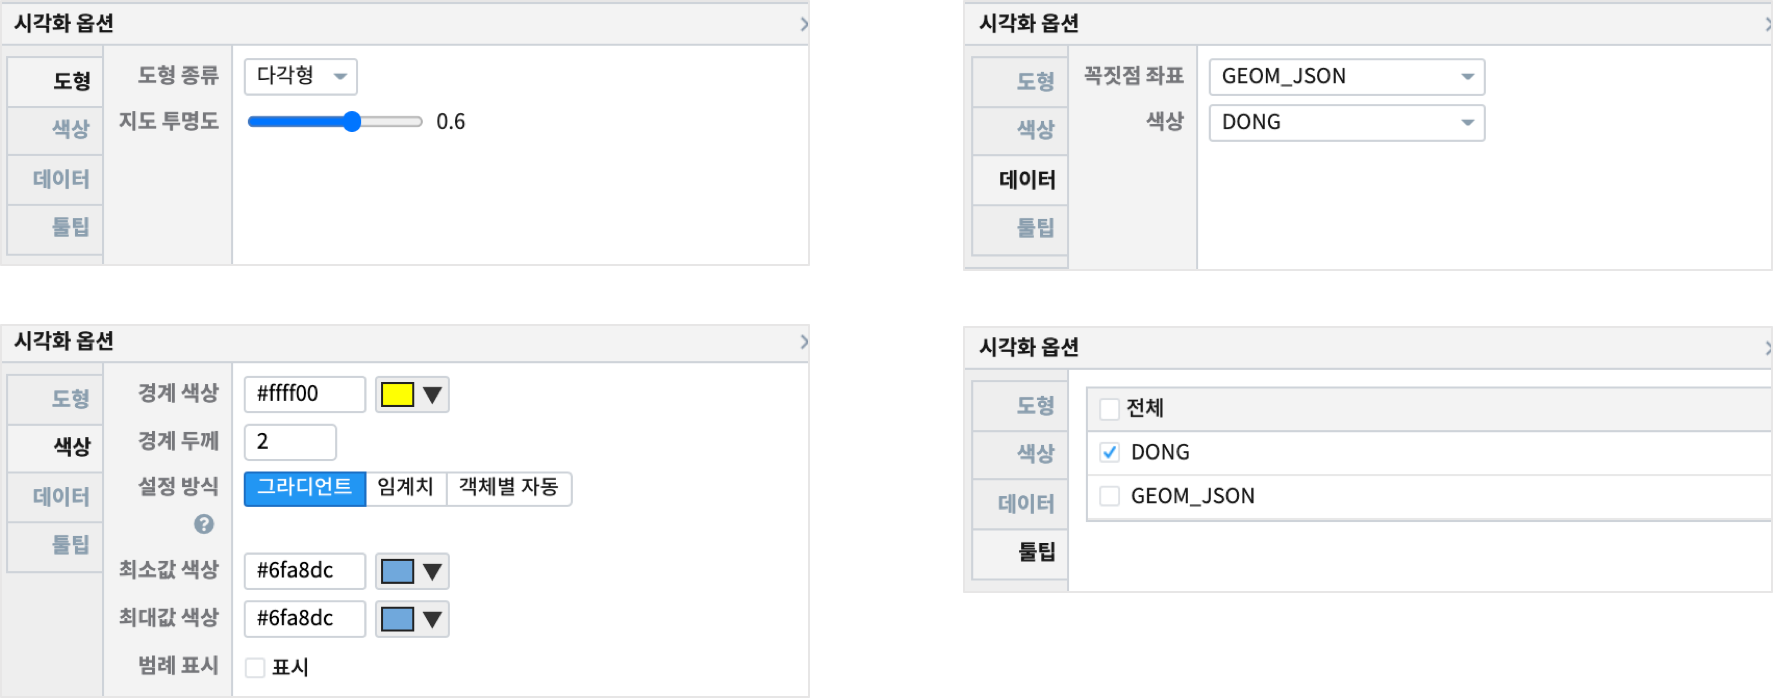 시각화 옵션
도형
도형 종류
다각형
색상
지도 투명도
0.6
데이터
툴팁
시각화 옵션
도형
꼭짓점 좌표
GEOM_JSON
색상
색상
DONG
데이터
툴팁
시각화 옵션
도형
경계 색상
#ffff00
색상
경계 두께
2
데이터
설정 방식
그라디언트
임계치
객체별 자동
툴팁
?
최소값 색상
#6fa8dc
최대값 색상
#6fa8dc
범례 표시
표시
시각화 옵션
도형
전체
색상
DONG
데이터
GEOM_JSON
툴팁